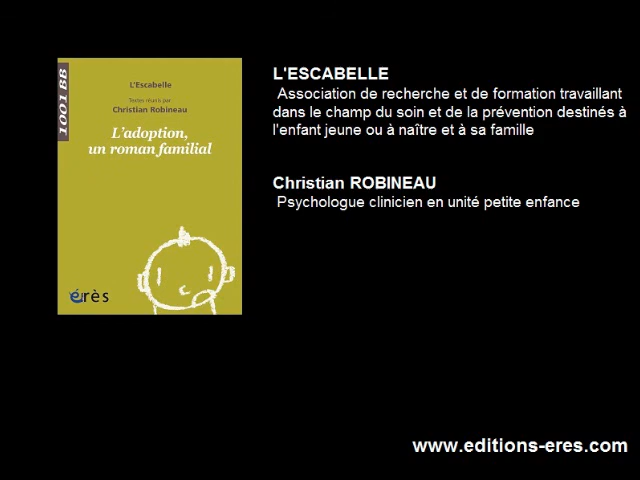 1001 BB
L'Escabelle
Textes réunis par
Christian Robineau
L'adoption,
un roman familial
érès
L'ESCABELLE
Association de recherche et de formation travaillant
dans le champ du soin et de la prévention destinés à
l'enfant jeune ou à naître et à sa famille
Christian ROBINEAU
Psychologue clinicien en unité petite enfance
www.editions-eres.com